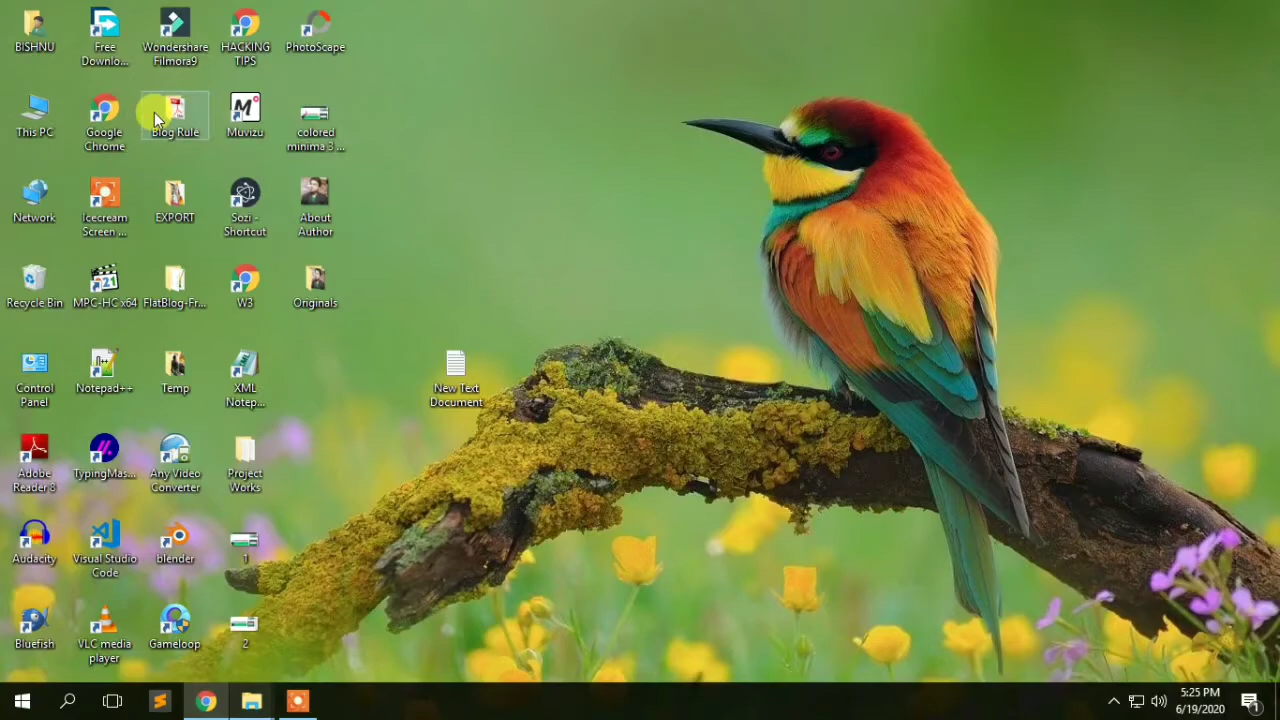 BISHNU
Free
Downlo...
Wondershare
Filmora9
HACKING
TIPS
PhotoScape
This PC
Google
Chrome
Blog Rule
Muvizu
colored
minima 3 ...
Network
Icecream
Screen ...
EXPORT
Sozi -
Shortcut
About
Author
Recycle Bin
MPC-HC x64
FlatBlog-Fr...
W3
Originals
Control
Panel
Notepad++
Temp
XML
Notep...
New Text
Document
Adobe
Reader 8
TypingMas...
Any Video
Converter
Project
Works
Audacity
Visual Studio
Code
blender
1
Bluefish
VLC media
player
Gameloop
2
5:25 PM
6/19/2020
1